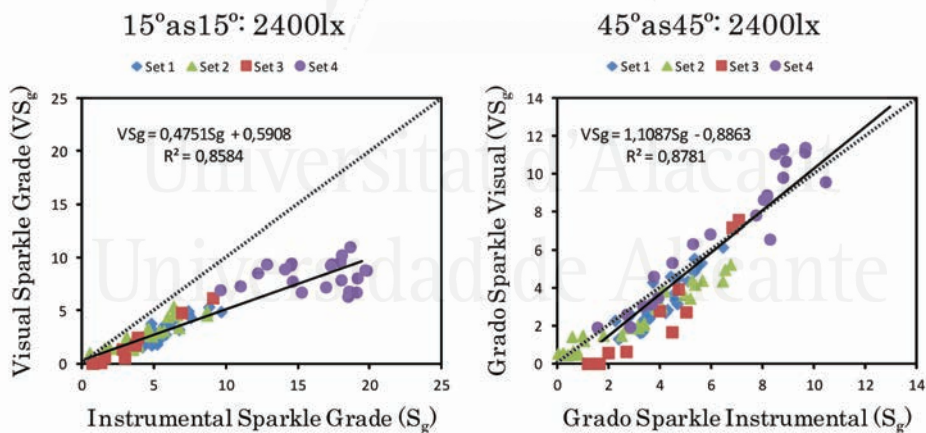 15ºas15º: 2400lx
Set 1 Set 2 Set 3 Set 4
25
20
15
10
5
0
0 5 10 15 20 25
VSg = 0,4751Sg + 0,5908
R² = 0,8584
Visual Sparkle Grade (VSg)
Instrumental Sparkle Grade (Sg)
45ºas45º: 2400lx
Set 1 Set 2 Set 3 Set 4
14
12
10
8
6
4
2
0
0 2 4 6 8 10 12 14
VSg = 1,1087Sg - 0,8863
R² = 0,8781
Grado Sparkle Visual (VSg)
Grado Sparkle Instrumental (Sg)
Universitat d'Alacant
Universidad de Alicante